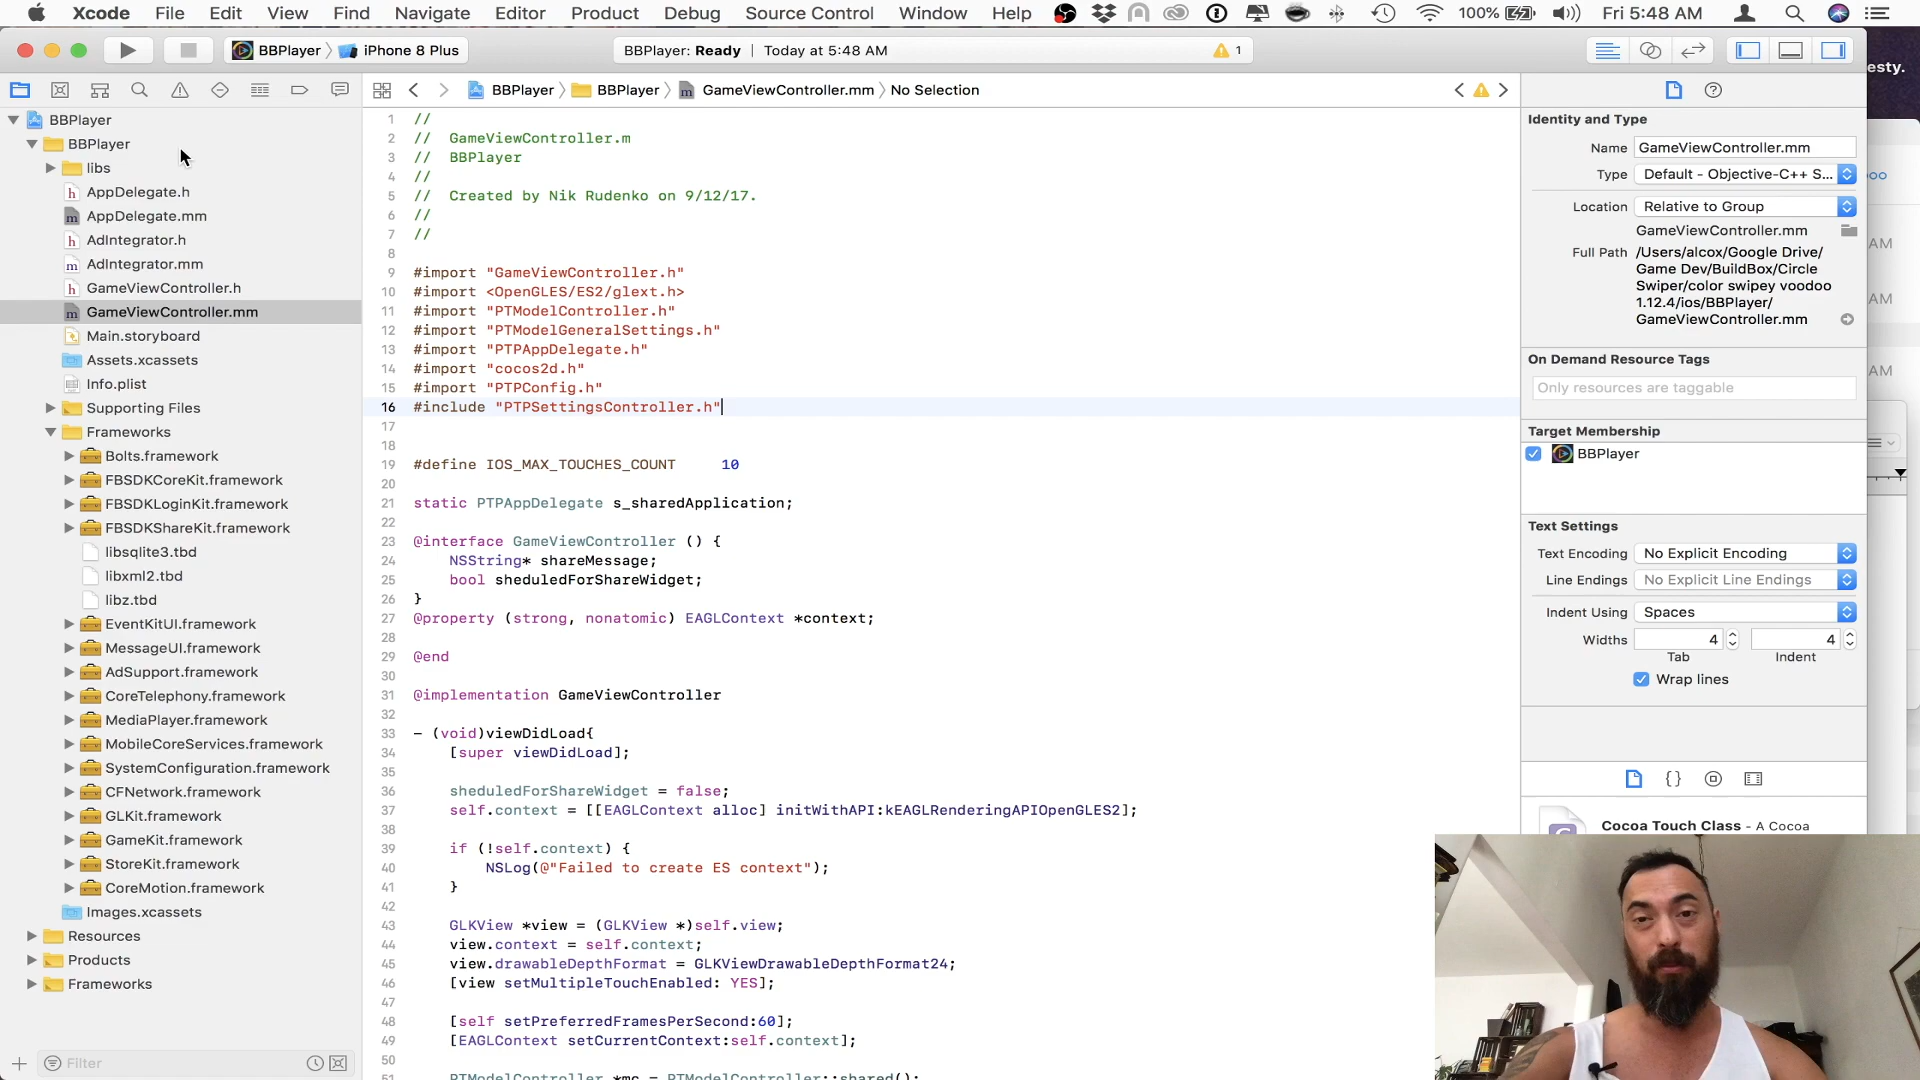 Xcode File Edit View Find Navigate Editor Product Debug Source Control Window Help 100% Fri 5:48 AM
BBPlayer iPhone 8 Plus BBPlayer: Ready | Today at 5:48 AM 1
esty.
BBPlayer BBPlayer GameViewController.mm No Selection
BBPlayer
BBPlayer
libs
AppDelegate.h
AppDelegate.mm
AdIntegrator.h
AdIntegrator.mm
GameViewController.h
GameViewController.mm
Main.storyboard
Assets.xcassets
Info.plist
Supporting Files
Frameworks
Bolts.framework
FBSDKCoreKit.framework
FBSDKLoginKit.framework
FBSDKShareKit.framework
libsqlite3.tbd
libxml2.tbd
libz.tbd
EventKitUI.framework
MessageUI.framework
AdSupport.framework
CoreTelephony.framework
MediaPlayer.framework
MobileCoreServices.framework
SystemConfiguration.framework
CFNetwork.framework
GLKit.framework
GameKit.framework
StoreKit.framework
CoreMotion.framework
Images.xcassets
Resources
Products
Frameworks
Filter
1 //
2 //  GameViewController.m
3 //  BBPlayer
4 //
5 //  Created by Nik Rudenko on 9/12/17.
6 //
7 //
8
9 #import "GameViewController.h"
10 #import <OpenGLES/ES2/glext.h>
11 #import "PTModelController.h"
12 #import "PTModelGeneralSettings.h"
13 #import "PTPAppDelegate.h"
14 #import "cocos2d.h"
15 #import "PTPConfig.h"
16 #include "PTPSettingsController.h"
17
18
19 #define IOS_MAX_TOUCHES_COUNT     10
20
21 static PTPAppDelegate s_sharedApplication;
22
23 @interface GameViewController () {
24     NSString* shareMessage;
25     bool sheduledForShareWidget;
26 }
27 @property (strong, nonatomic) EAGLContext *context;
28
29 @end
30
31 @implementation GameViewController
32
33 - (void)viewDidLoad{
34     [super viewDidLoad];
35
36     sheduledForShareWidget = false;
37     self.context = [[EAGLContext alloc] initWithAPI:kEAGLRenderingAPIOpenGLES2];
38
39     if (!self.context) {
40         NSLog(@"Failed to create ES context");
41     }
42
43     GLKView *view = (GLKView *)self.view;
44     view.context = self.context;
45     view.drawableDepthFormat = GLKViewDrawableDepthFormat24;
46     [view setMultipleTouchEnabled: YES];
47
48     [self setPreferredFramesPerSecond:60];
49     [EAGLContext setCurrentContext:self.context];
50
51     PTModelController *mc = PTModelController::shared();
Identity and Type
Name GameViewController.mm
Type Default - Objective-C++ S...
Location Relative to Group
GameViewController.mm
Full Path /Users/alcox/Google Drive/
Game Dev/BuildBox/Circle
Swiper/color swipey voodoo
1.12.4/ios/BBPlayer/
GameViewController.mm
On Demand Resource Tags
Only resources are taggable
Target Membership
BBPlayer
Text Settings
Text Encoding No Explicit Encoding
Line Endings No Explicit Line Endings
Indent Using Spaces
Widths 4 4
Tab Indent
Wrap lines
Cocoa Touch Class - A Cocoa
AM
AM
AM